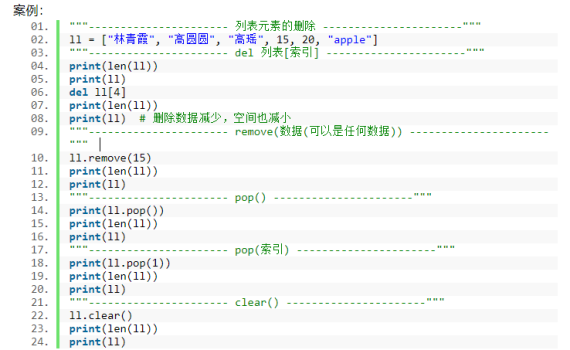 案例:
01. """--------------------- 列表元素的删除 ---------------------"""
02. ll = ["林青霞", "高圆圆", "高瑶", 15, 20, "apple"]
03. """--------------------- del 列表[索引] ---------------------"""
04. print(len(ll))
05. print(ll)
06. del ll[4]
07. print(len(ll))
08. print(ll)  # 删除数据减少, 空间也减小
09. """--------------------- remove(数据(可以是任何数据)) ---------------------
"""
10. ll.remove(15)
11. print(len(ll))
12. print(ll)
13. """--------------------- pop() ---------------------"""
14. print(ll.pop())
15. print(len(ll))
16. print(ll)
17. """--------------------- pop(索引) ---------------------"""
18. print(ll.pop(1))
19. print(len(ll))
20. print(ll)
21. """--------------------- clear() ---------------------"""
22. ll.clear()
23. print(len(ll))
24. print(ll)